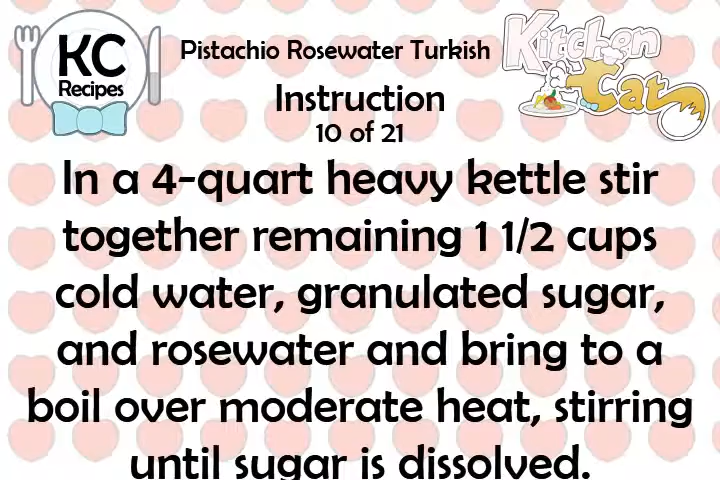 KC
Recipes
Pistachio Rosewater Turkish
Kitchen
Cat
Instruction
10 of 21
In a 4-quart heavy kettle stir
together remaining 1 1/2 cups
cold water, granulated sugar,
and rosewater and bring to a
boil over moderate heat, stirring
until sugar is dissolved.